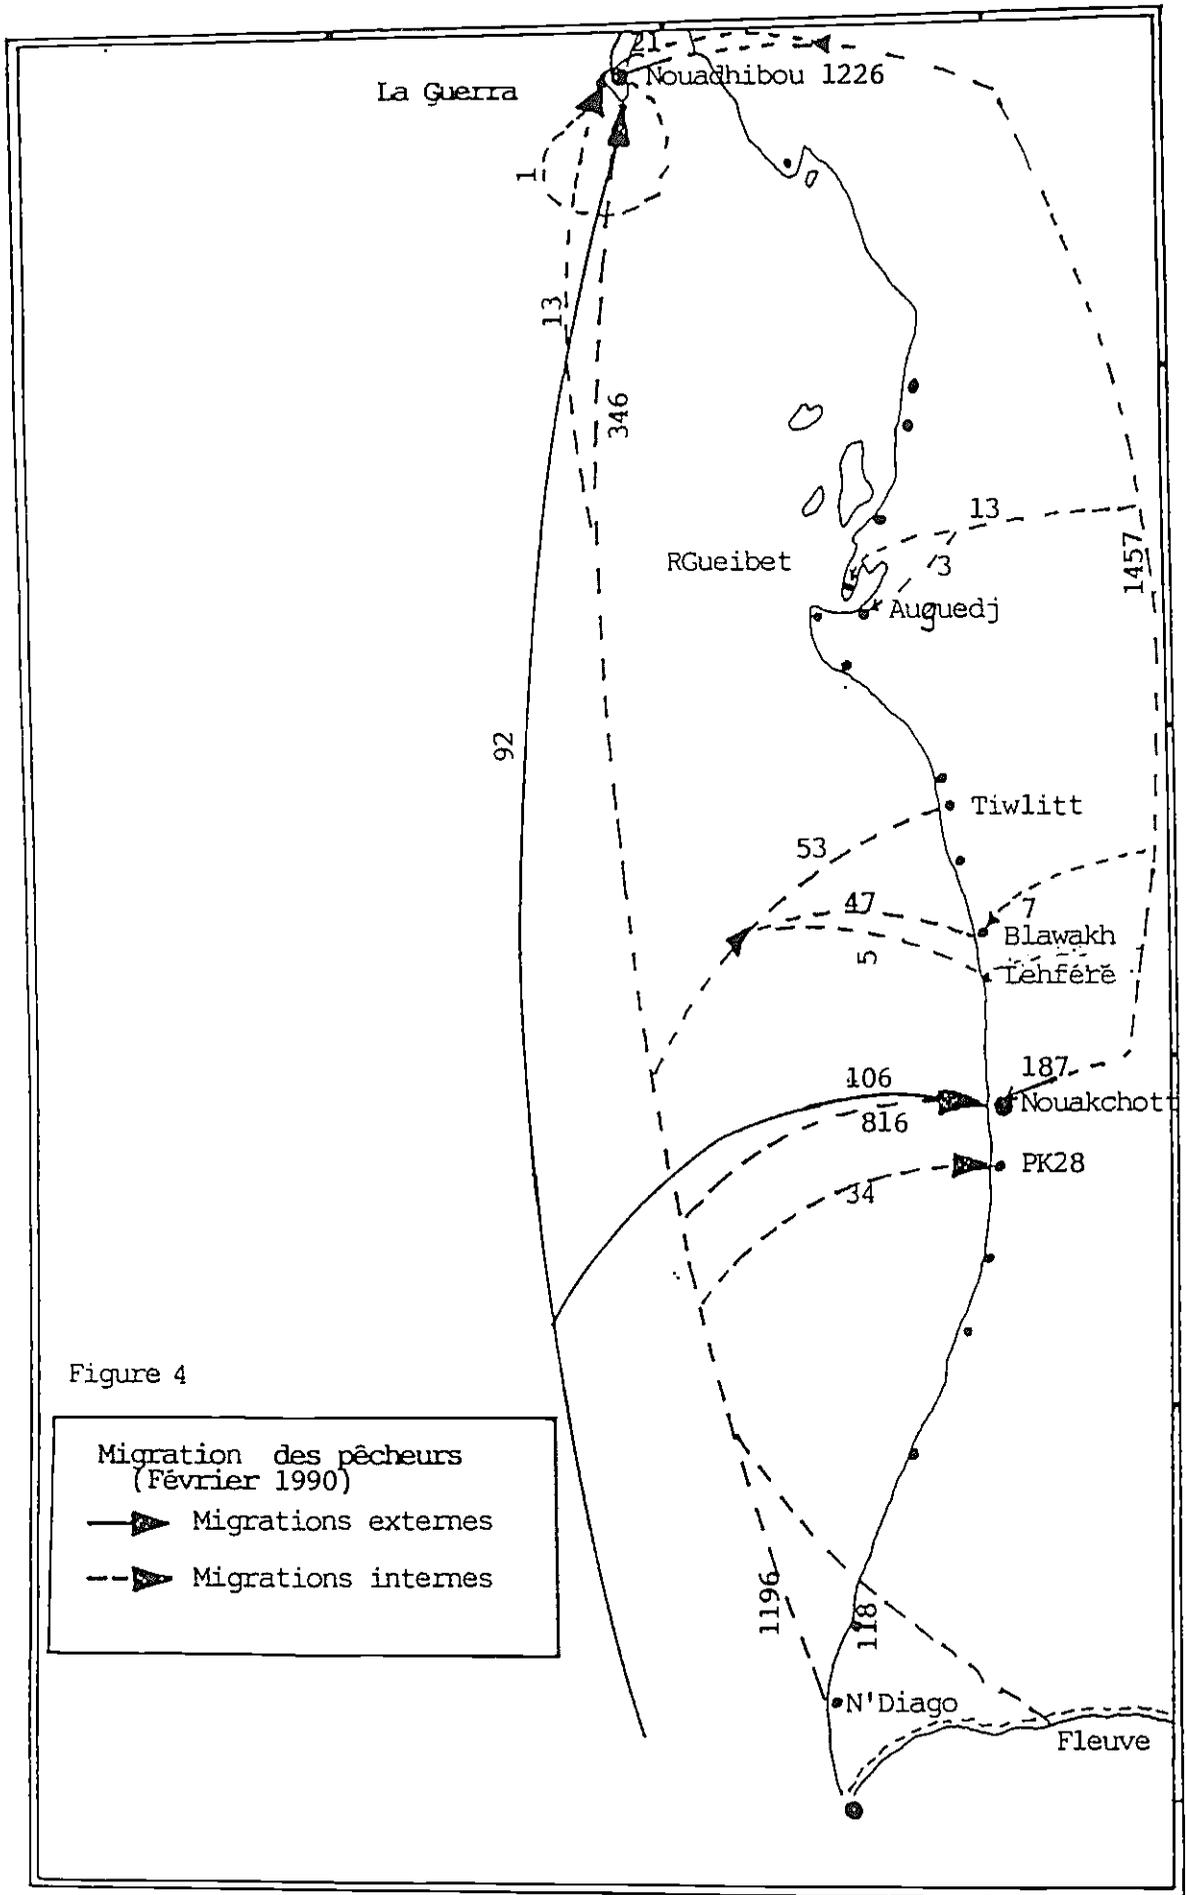 21
Nouadhibou 1226
La Guerra
1
13
346
13
RGueibet
3
1457
Auguedj
92
Tiwlitt
53
47
7
Blawakh
5
Lehféré
106
187
Nouakchott
816
PK28
34
Figure 4
Migration des pêcheurs
(Février 1990)
Migrations externes
Migrations internes
1196
118
N'Diago
Fleuve